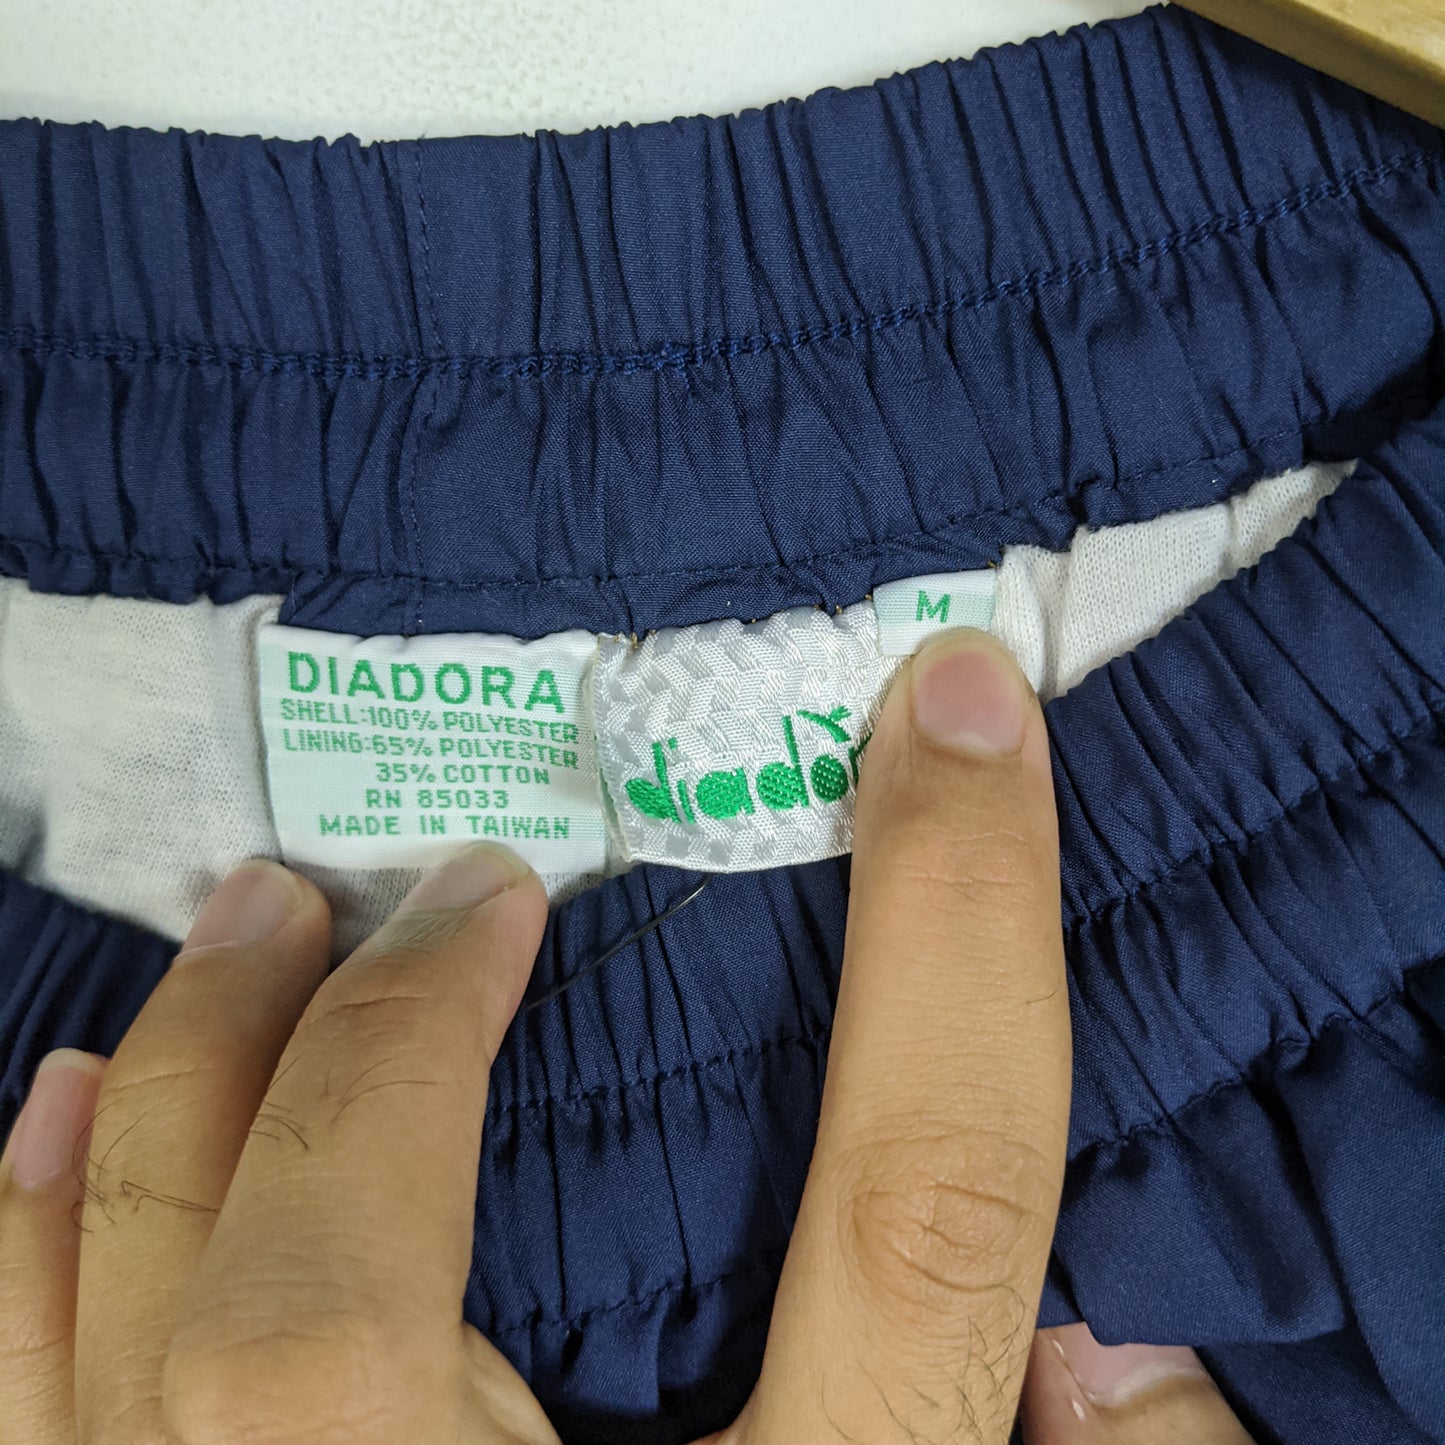 DIADORA
SHELL:100% POLYESTER
LINING:65% POLYESTER
35% COTTON
RN 85033
MADE IN TAIWAN
M